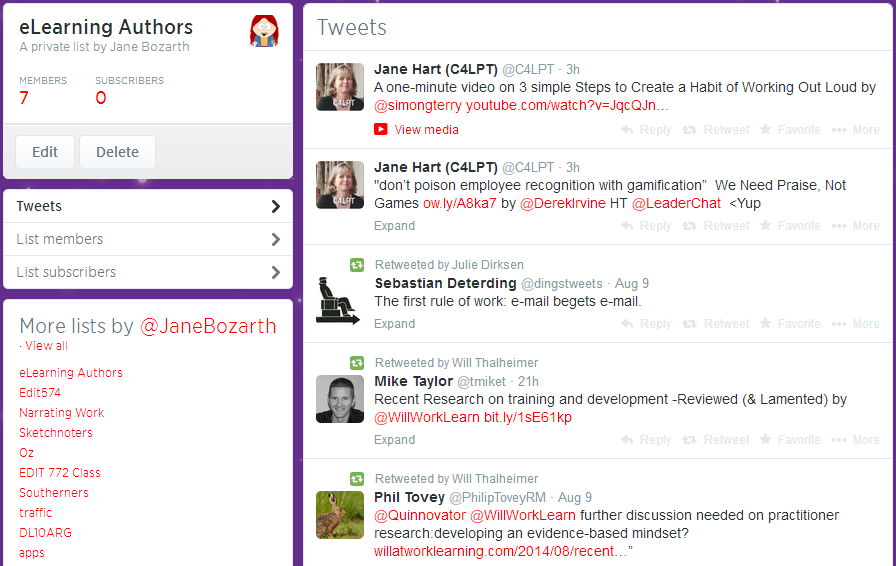 eLearning Authors
A private list by Jane Bozarth
MEMBERS SUBSCRIBERS
7 0
Edit Delete
Tweets
List members
List subscribers
More lists by @JaneBozarth
· View all
eLearning Authors
Edit574
Narrating Work
Sketchnoters
Oz
EDIT 772 Class
Southerners
traffic
DL10ARG
apps
Tweets
Jane Hart (C4LPT) @C4LPT · 3h
A one-minute video on 3 simple Steps to Create a Habit of Working Out Loud by
@simongterry youtube.com/watch?v=JqcQJn…
View media Reply Retweet Favorite More
C4LPT
Jane Hart (C4LPT) @C4LPT · 3h
"don't poison employee recognition with gamification” We Need Praise, Not
Games ow.ly/A8ka7 by @DerekIrvine HT @LeaderChat <Yup
Expand Reply Retweet Favorite More
C4LPT
Retweeted by Julie Dirksen
Sebastian Deterding @dingstweets · Aug 9
The first rule of work: e-mail begets e-mail.
Expand Reply Retweet Favorite More
Retweeted by Will Thalheimer
Mike Taylor @tmiket · 21h
Recent Research on training and development -Reviewed (& Lamented) by
@WillWorkLearn bit.ly/1sE61kp
Expand Reply Retweet Favorite More
Retweeted by Will Thalheimer
Phil Tovey @PhilipToveyRM · Aug 9
@Quinnovator @WillWorkLearn further discussion needed on practitioner
research:developing an evidence-based mindset?
willatworklearning.com/2014/08/recent…”